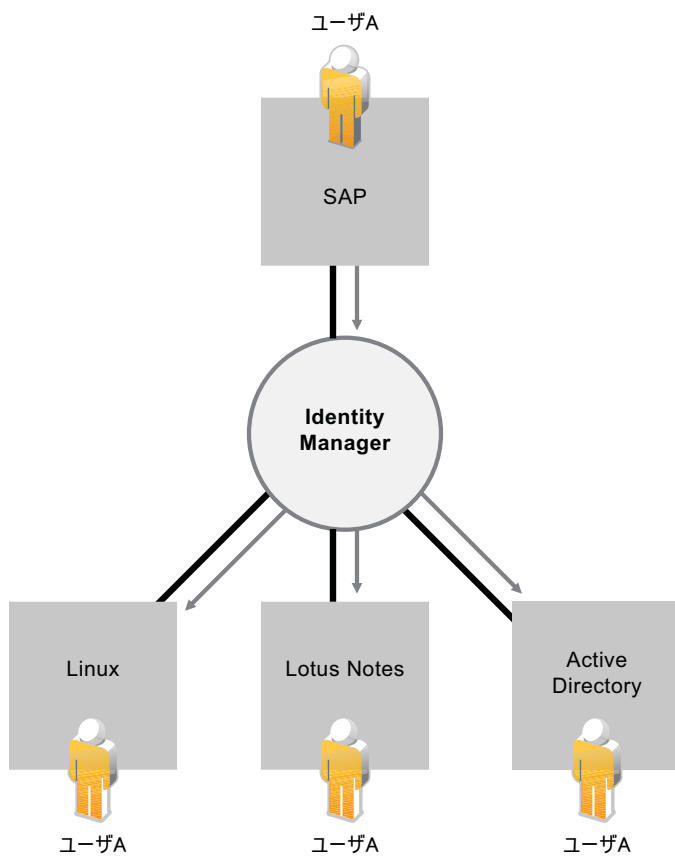 ユーザA
SAP
Identity
Manager
Linux
Lotus Notes
Active
Directory
ユーザA
ユーザA
ユーザA